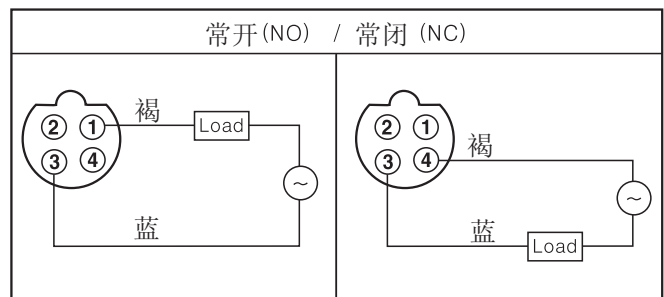 常开(NO) / 常闭 (NC)
② ① 褐 Load
③ ④
~
蓝
② ①
③ ④ 褐
~
蓝 Load